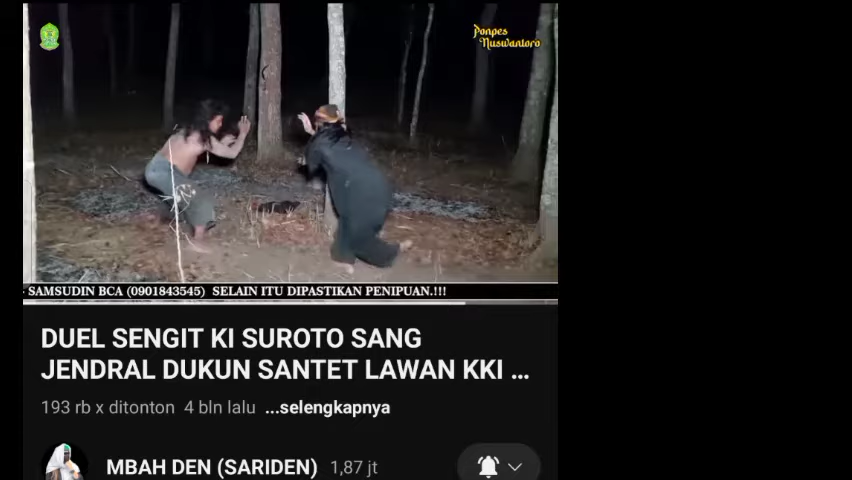 Ponpes
Nuswantoro
SAMSUDIN BCA (0901843545) SELAIN ITU DIPASTIKAN PENIPUAN.!!!
DUEL SENGIT KI SUROTO SANG
JENDRAL DUKUN SANTET LAWAN KKI ...
193 rb x ditonton 4 bln lalu ...selengkapnya
MBAH DEN (SARIDEN) 1,87 jt